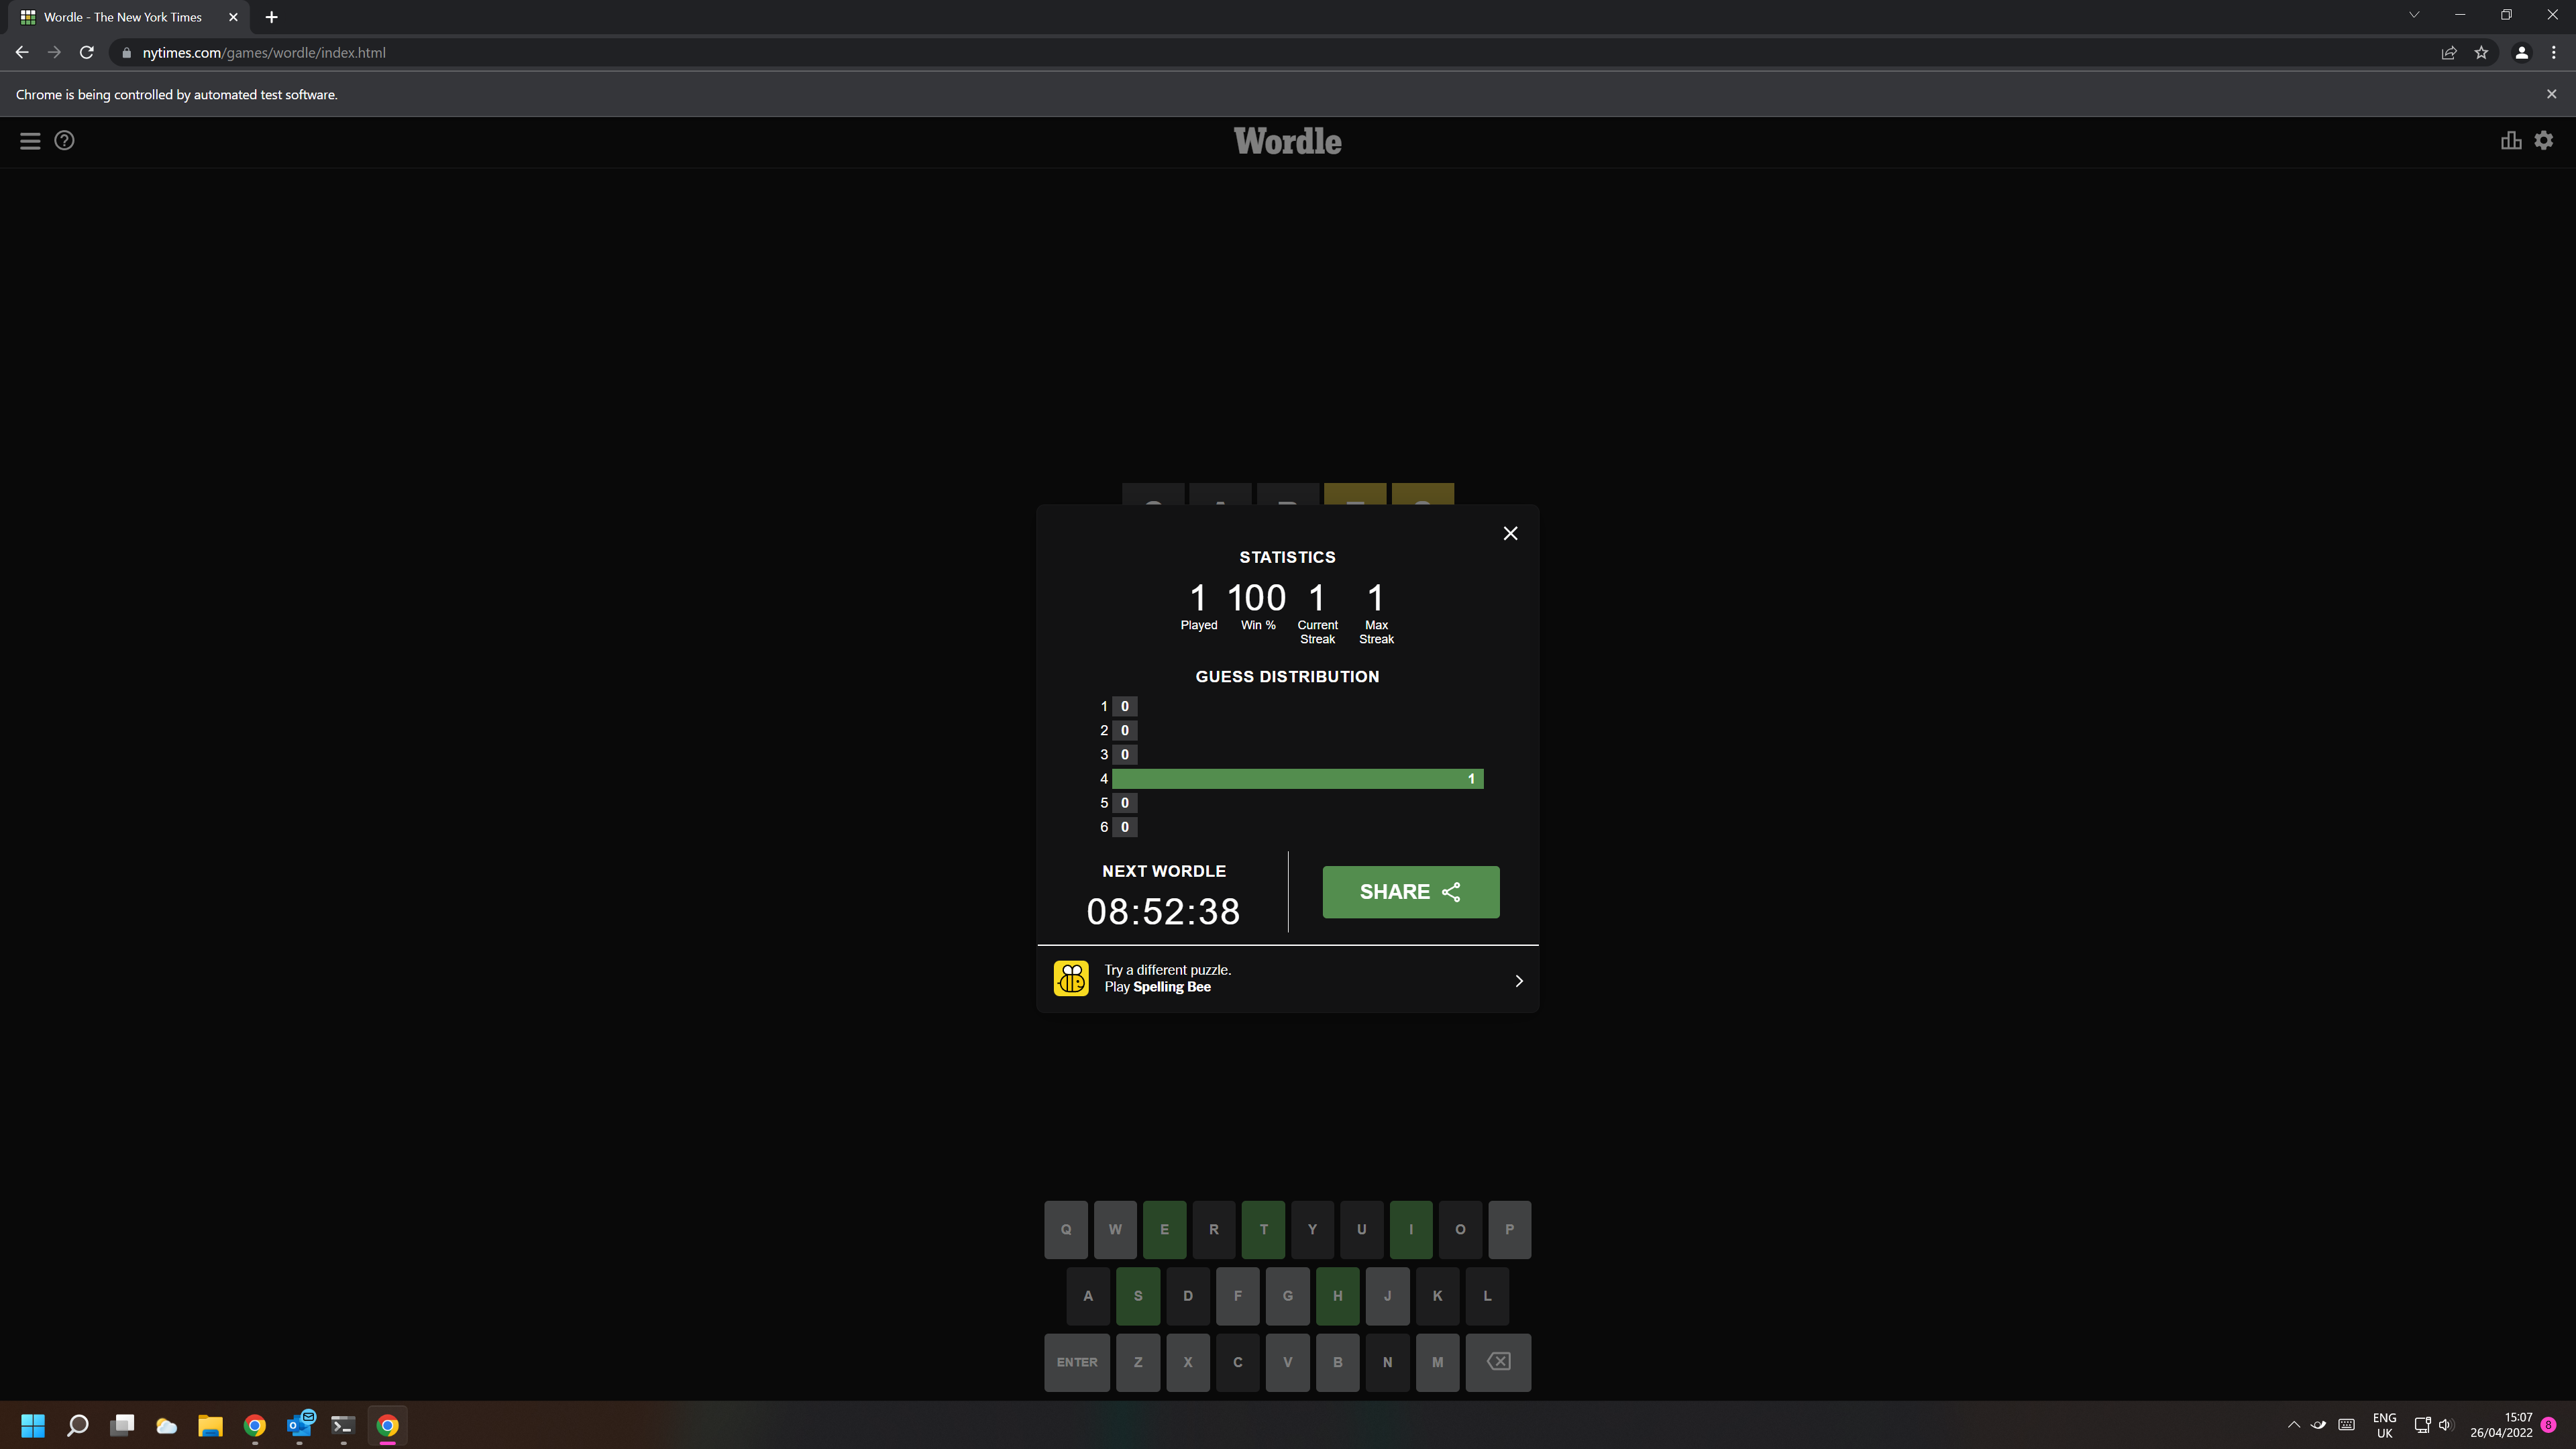 Wordle - The New York Times
nytimes.com/games/wordle/index.html
Chrome is being controlled by automated test software.
Wordle
STATISTICS
1 100 1 1
Played Win % Current Streak Max Streak
GUESS DISTRIBUTION
1 0
2 0
3 0
4 1
5 0
6 0
NEXT WORDLE
08:52:38
SHARE
Try a different puzzle.
Play Spelling Bee
Q W E R T Y U I O P
A S D F G H J K L
ENTER Z X C V B N M
ENG
UK
15:07
26/04/2022
8